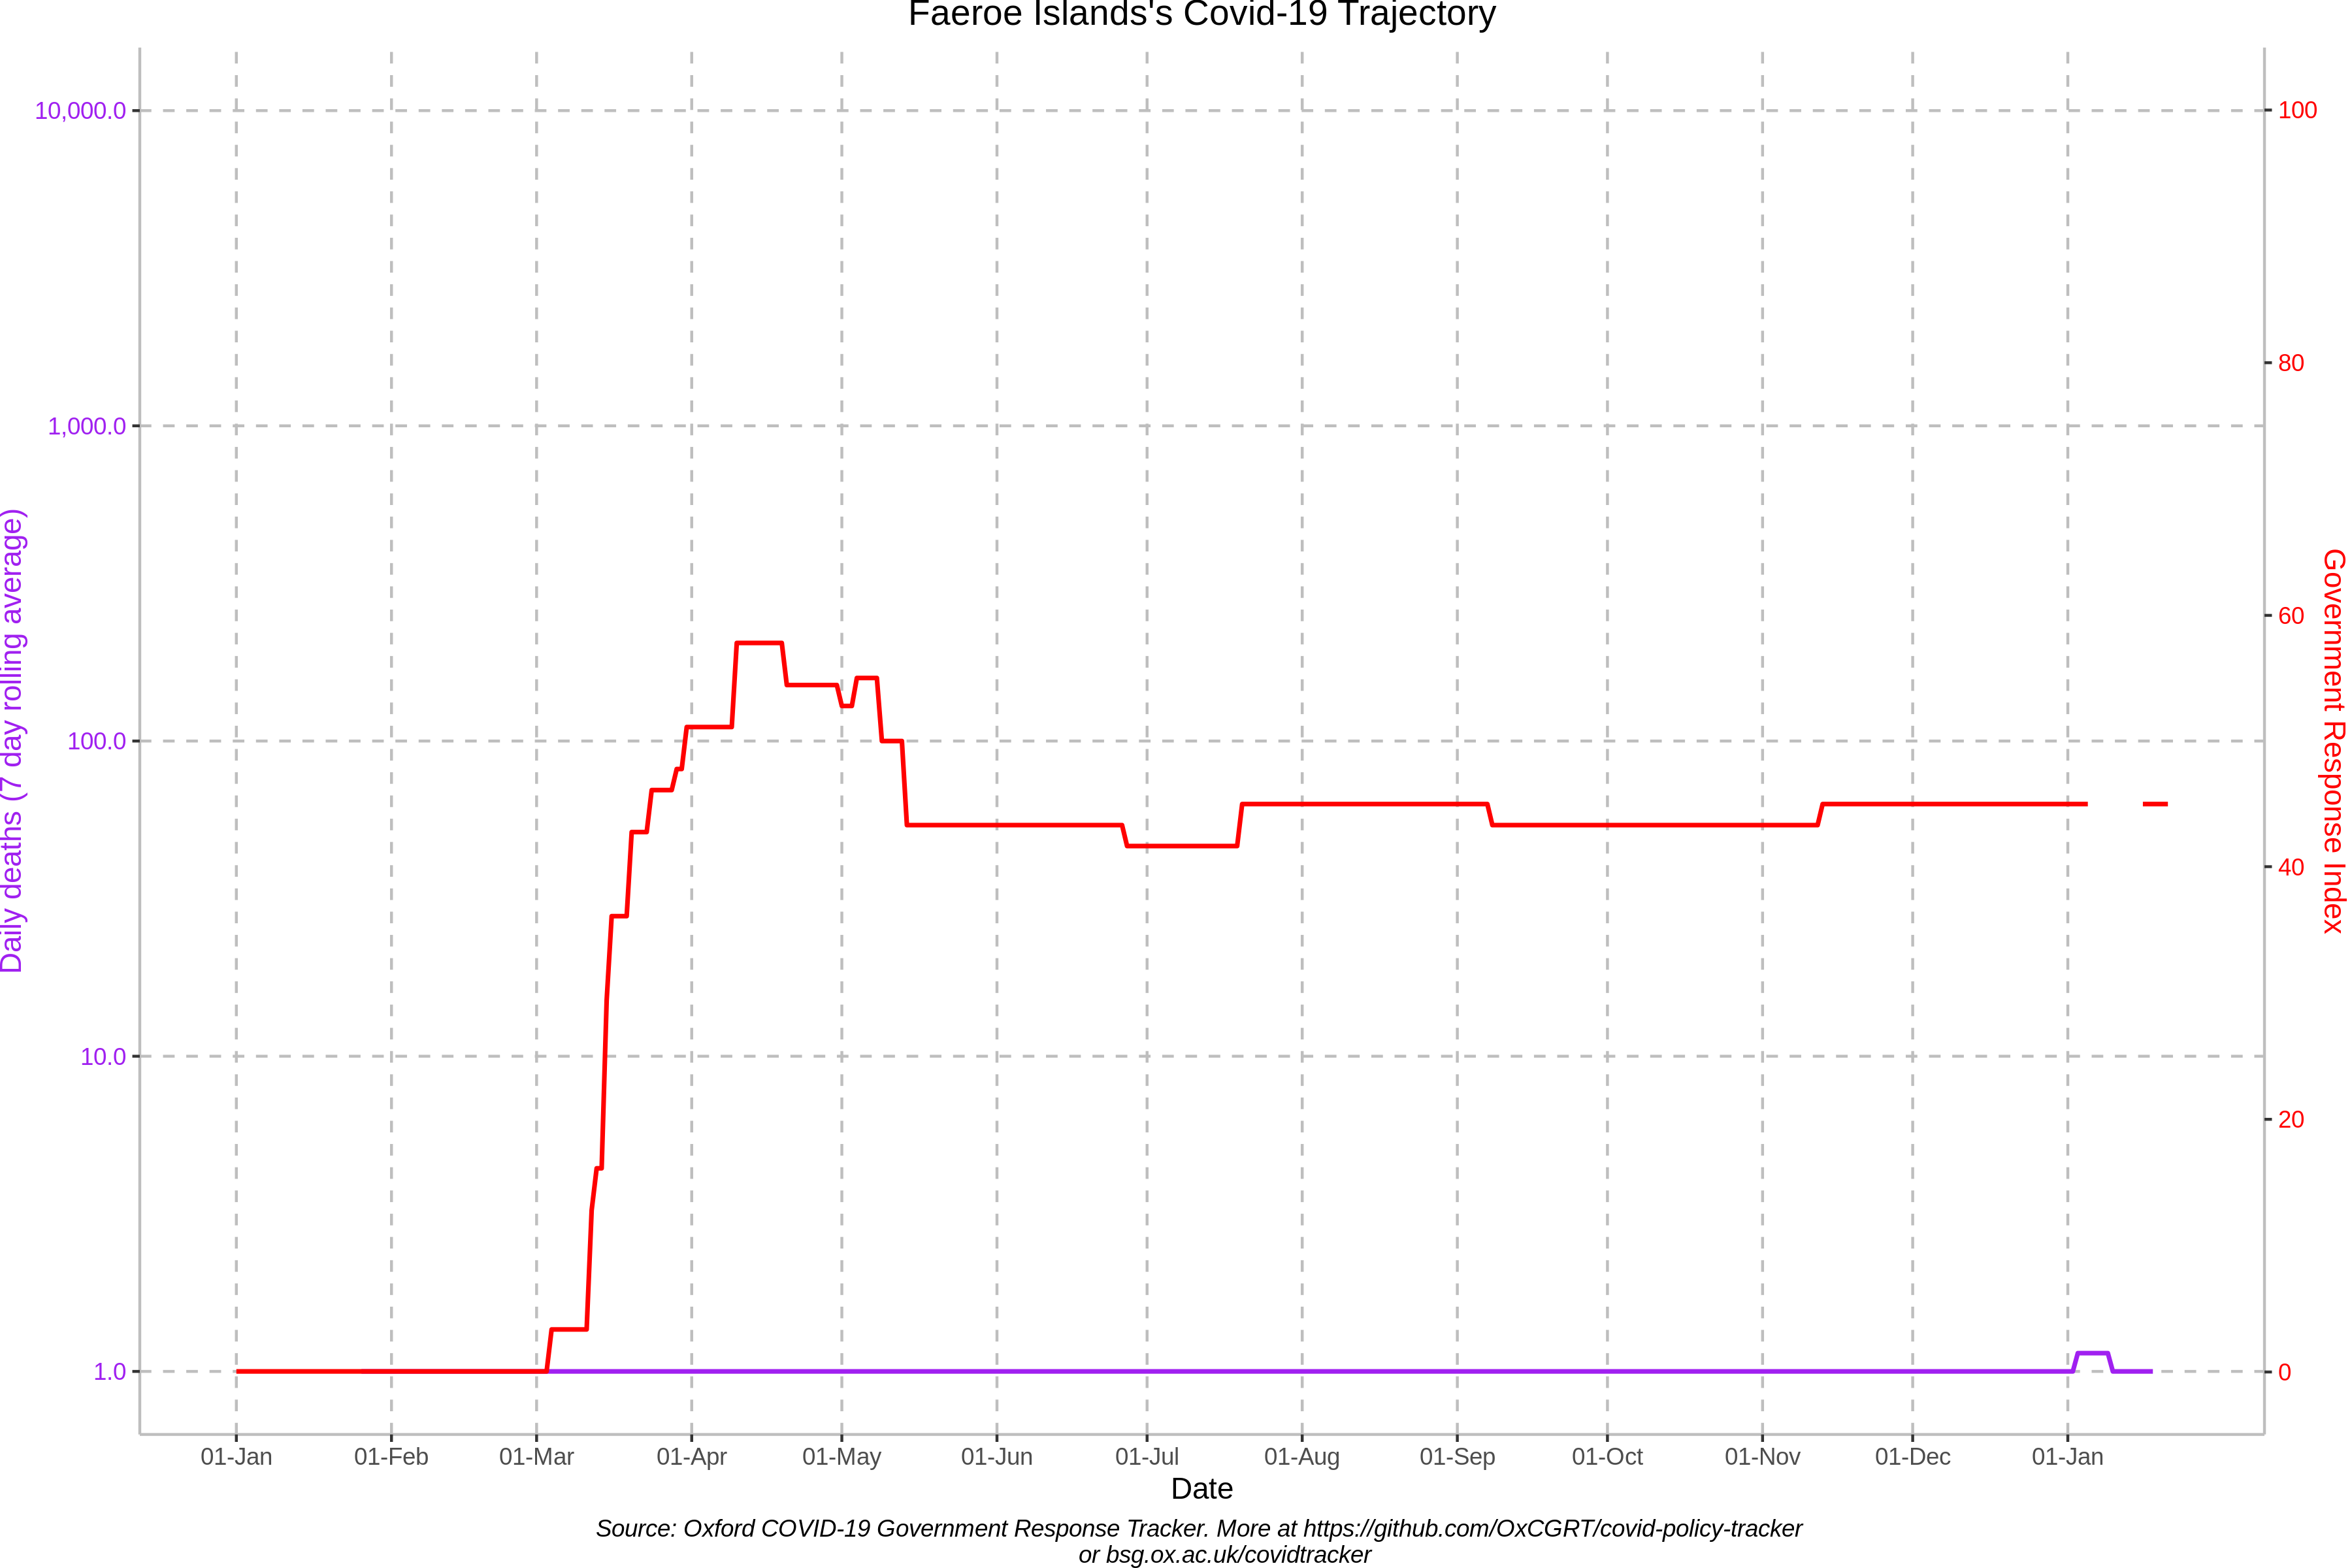 Faeroe Islands's Covid-19 Trajectory
10,000.0
1,000.0
100.0
10.0
1.0
Daily deaths (7 day rolling average)
100
80
60
40
20
0
Government Response Index
01-Jan 01-Feb 01-Mar 01-Apr 01-May 01-Jun 01-Jul 01-Aug 01-Sep 01-Oct 01-Nov 01-Dec 01-Jan
Date
Source: Oxford COVID-19 Government Response Tracker. More at https://github.com/OxCGRT/covid-policy-tracker
or bsg.ox.ac.uk/covidtracker